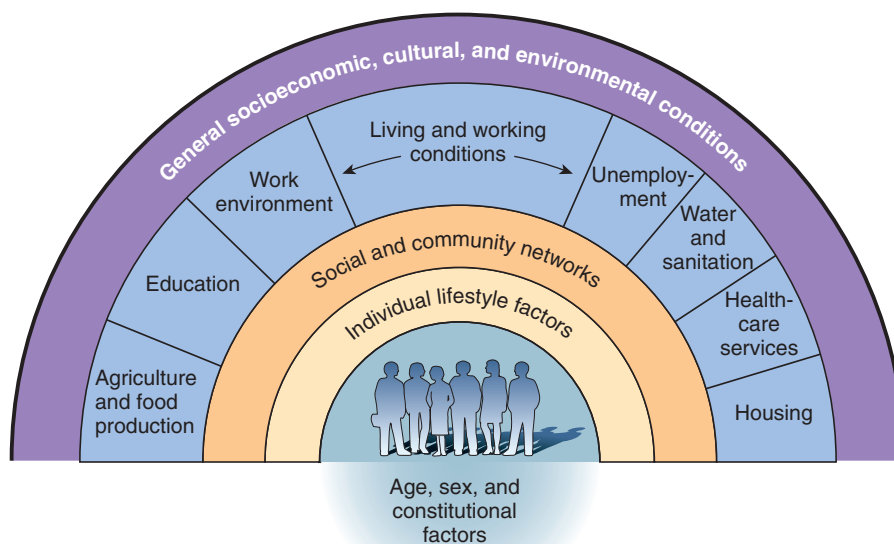 General socioeconomic, cultural, and environmental conditions
Living and working
conditions
Work
environment
Unemploy-
ment
Education
Water
and
sanitation
Agriculture
and food
production
Health-
care
services
Housing
Social and community networks
Individual lifestyle factors
Age, sex, and
constitutional
factors